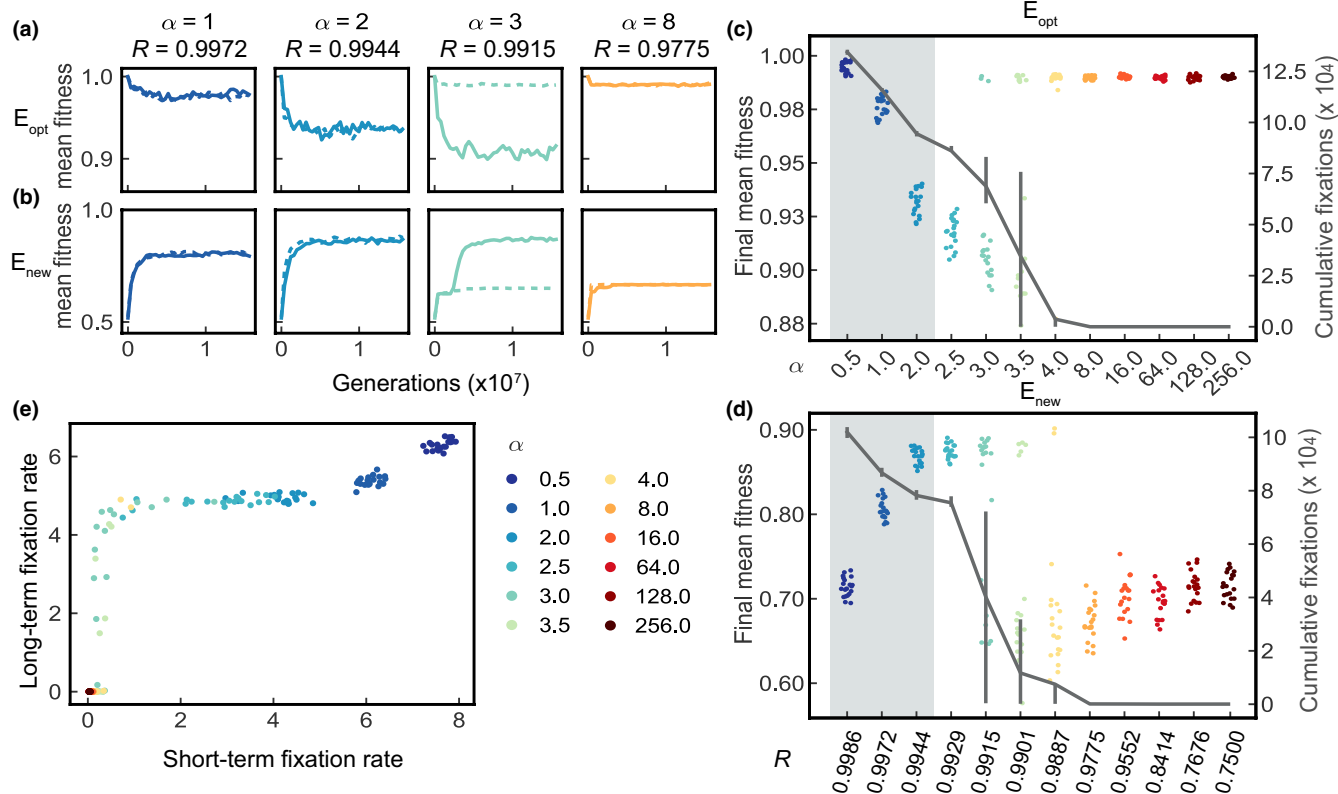 (a)
α = 1
R = 0.9972
α = 2
R = 0.9944
α = 3
R = 0.9915
α = 8
R = 0.9775
E_opt
mean fitness
1.0
0.9
(b)
E_new
mean fitness
1.0
0.5
0 1 0 1 0 1 0 1
Generations (x10⁷)
(c)
E_opt
Final mean fitness
1.00
0.98
0.95
0.93
0.90
0.88
12.5
10.0
7.5
5.0
2.5
0.0
Cumulative fixations (x 10⁴)
α 0.5 1.0 2.0 2.5 3.0 3.5 4.0 8.0 16.0 64.0 128.0 256.0
(d)
E_new
Final mean fitness
0.90
0.80
0.70
0.60
10
8
6
4
2
0
Cumulative fixations (x 10⁴)
R 0.9986 0.9972 0.9944 0.9929 0.9915 0.9901 0.9887 0.9775 0.9552 0.8414 0.7676 0.7500
(e)
Long-term fixation rate
6
4
2
0
0 2 4 6 8
Short-term fixation rate
α
0.5
1.0
2.0
2.5
3.0
3.5
4.0
8.0
16.0
64.0
128.0
256.0